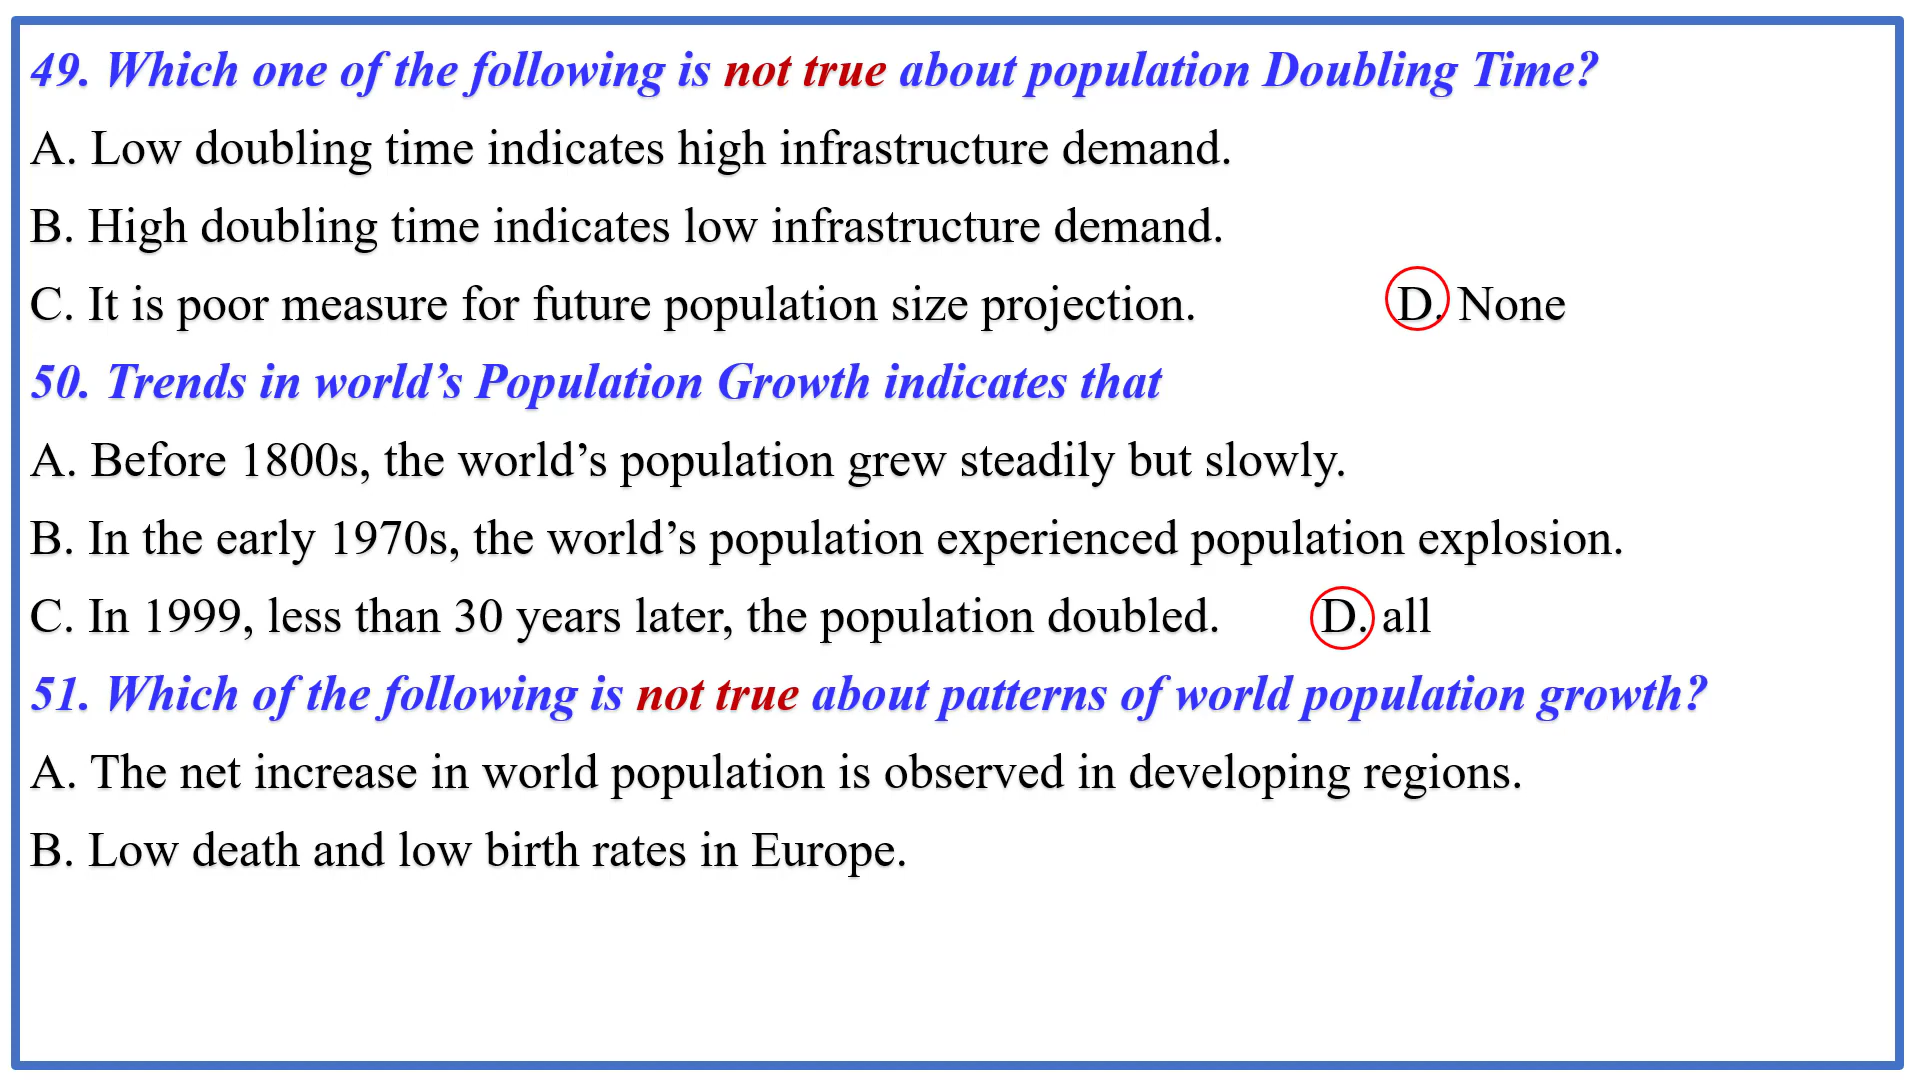 49. Which one of the following is not true about population Doubling Time?
A. Low doubling time indicates high infrastructure demand.
B. High doubling time indicates low infrastructure demand.
C. It is poor measure for future population size projection. D. None
50. Trends in world’s Population Growth indicates that
A. Before 1800s, the world’s population grew steadily but slowly.
B. In the early 1970s, the world’s population experienced population explosion.
C. In 1999, less than 30 years later, the population doubled. D. all
51. Which of the following is not true about patterns of world population growth?
A. The net increase in world population is observed in developing regions.
B. Low death and low birth rates in Europe.